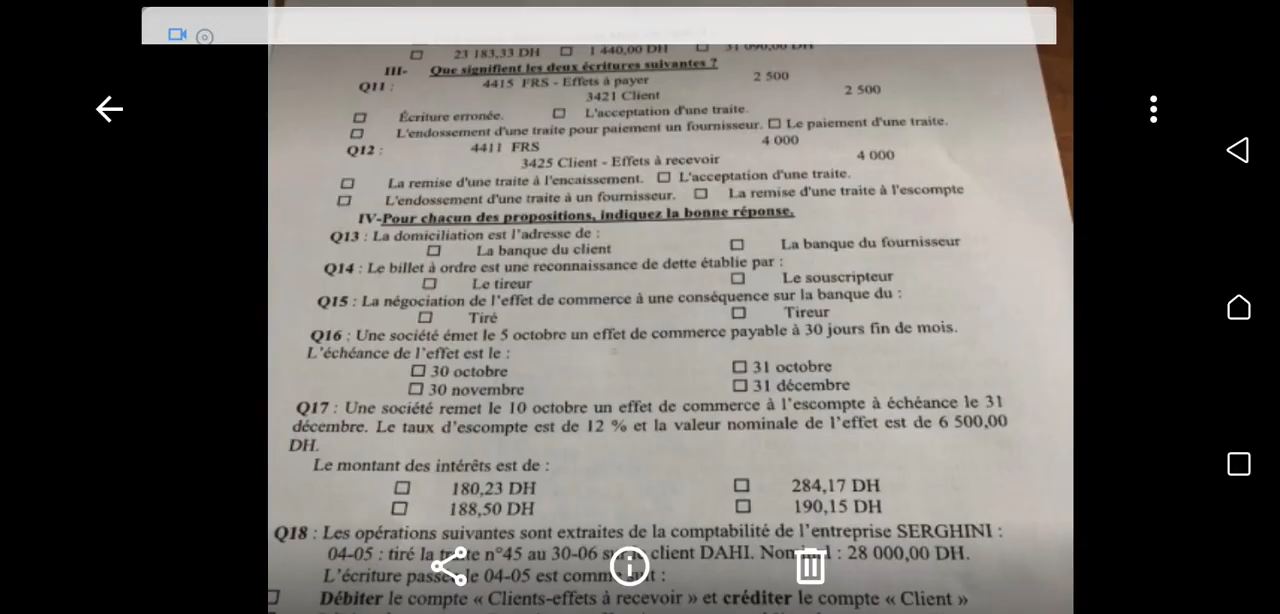 ☐ 23 183,33 DH ☐ 1 440,00 DH ☐ 31 090,00 DH
III- Que signifient les deux écritures suivantes ?
Q11 : 4415 FRS - Effets à payer 2 500
3421 Client 2 500
☐ Écriture erronée. ☐ L'acceptation d'une traite.
☐ L'endossement d'une traite pour paiement un fournisseur. ☐ Le paiement d'une traite.
Q12 : 4411 FRS 4 000
3425 Client - Effets à recevoir 4 000
☐ La remise d'une traite à l'encaissement. ☐ L'acceptation d'une traite.
☐ L'endossement d'une traite à un fournisseur. ☐ La remise d'une traite à l'escompte
IV-Pour chacun des propositions, indiquez la bonne réponse.
Q13 : La domiciliation est l'adresse de :
☐ La banque du client ☐ La banque du fournisseur
Q14 : Le billet à ordre est une reconnaissance de dette établie par :
☐ Le tireur ☐ Le souscripteur
Q15 : La négociation de l'effet de commerce à une conséquence sur la banque du :
☐ Tiré ☐ Tireur
Q16 : Une société émet le 5 octobre un effet de commerce payable à 30 jours fin de mois.
L'échéance de l'effet est le :
☐ 30 octobre ☐ 31 octobre
☐ 30 novembre ☐ 31 décembre
Q17 : Une société remet le 10 octobre un effet de commerce à l'escompte à échéance le 31
décembre. Le taux d'escompte est de 12 % et la valeur nominale de l'effet est de 6 500,00
DH.
Le montant des intérêts est de :
☐ 180,23 DH ☐ 284,17 DH
☐ 188,50 DH ☐ 190,15 DH
Q18 : Les opérations suivantes sont extraites de la comptabilité de l'entreprise SERGHINI :
04-05 : tiré la traite n°45 au 30-06 sur le client DAHI. Nominal : 28 000,00 DH.
L'écriture passée le 04-05 est comme suit :
☐ Débiter le compte « Clients-effets à recevoir » et créditer le compte « Client »